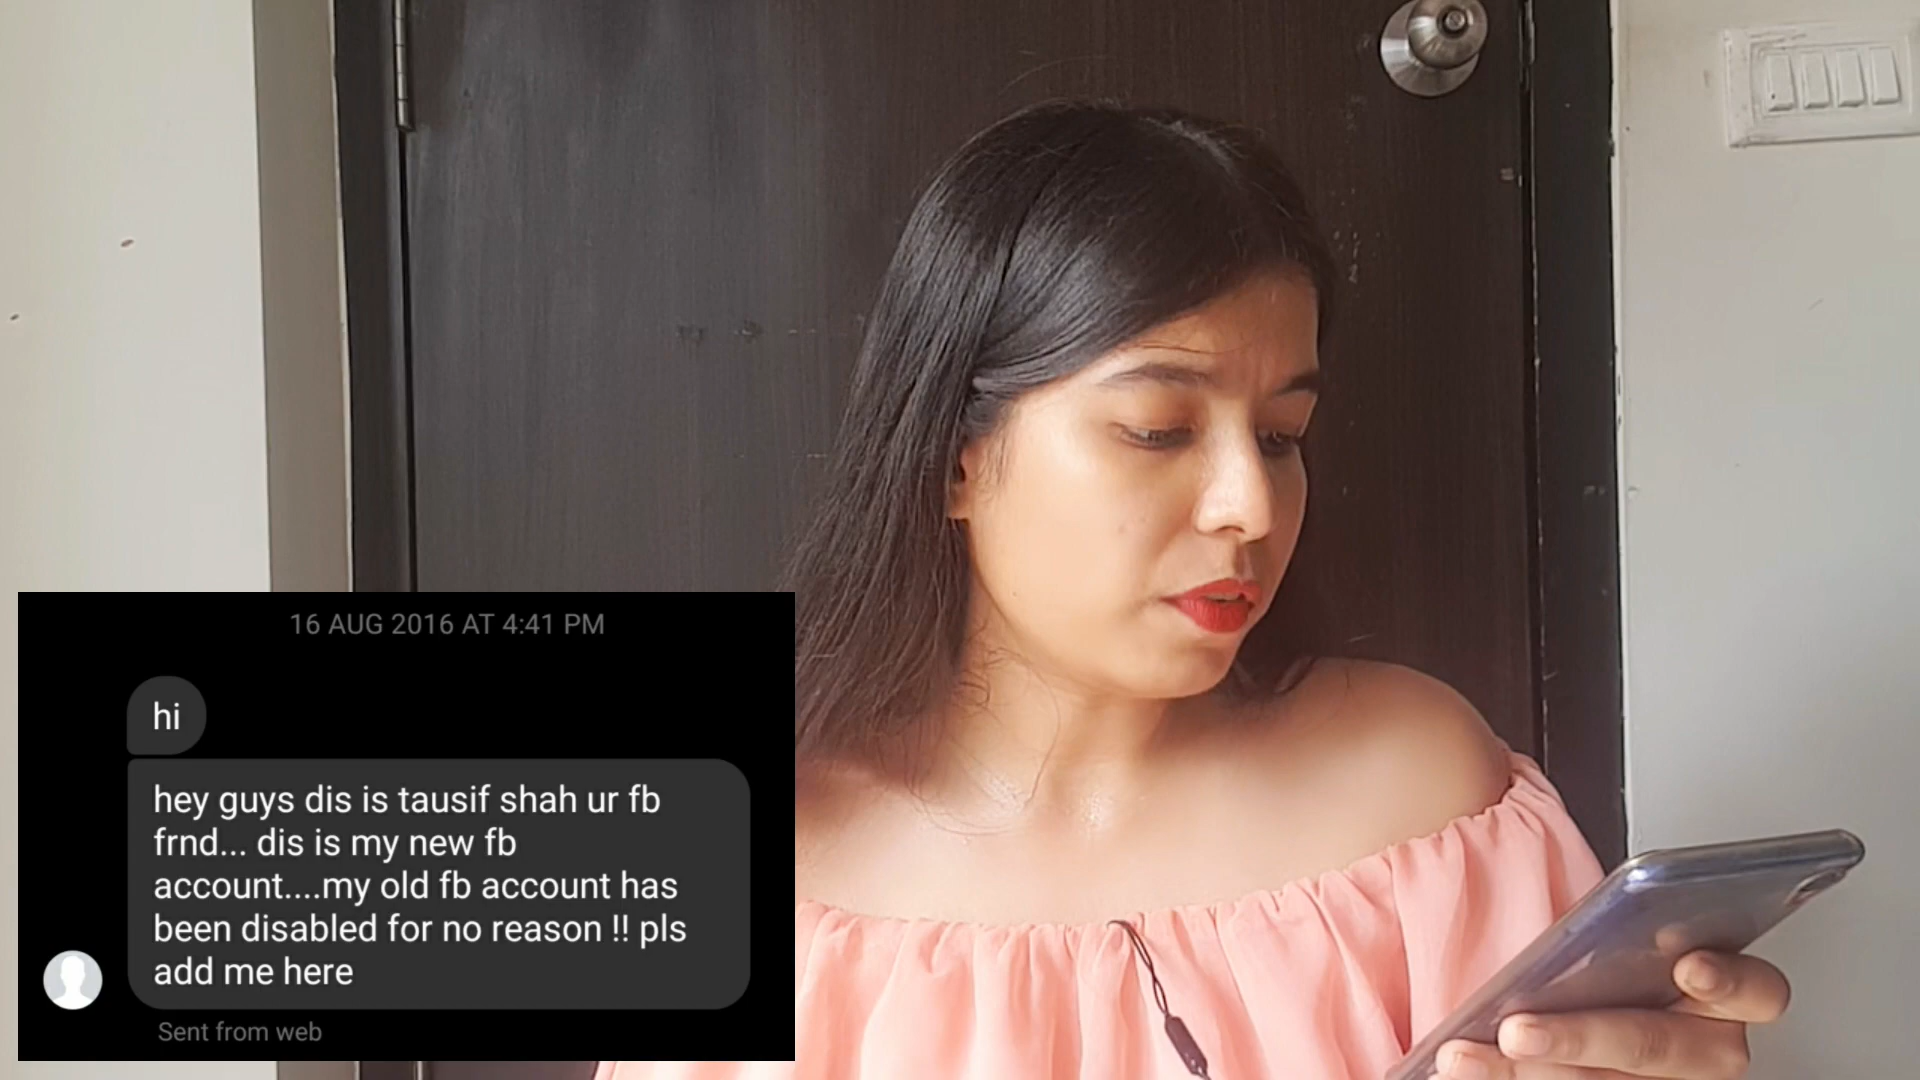 16 AUG 2016 AT 4:41 PM
hi
hey guys dis is tausif shah ur fb
frnd... dis is my new fb
account....my old fb account has
been disabled for no reason !! pls
add me here
Sent from web